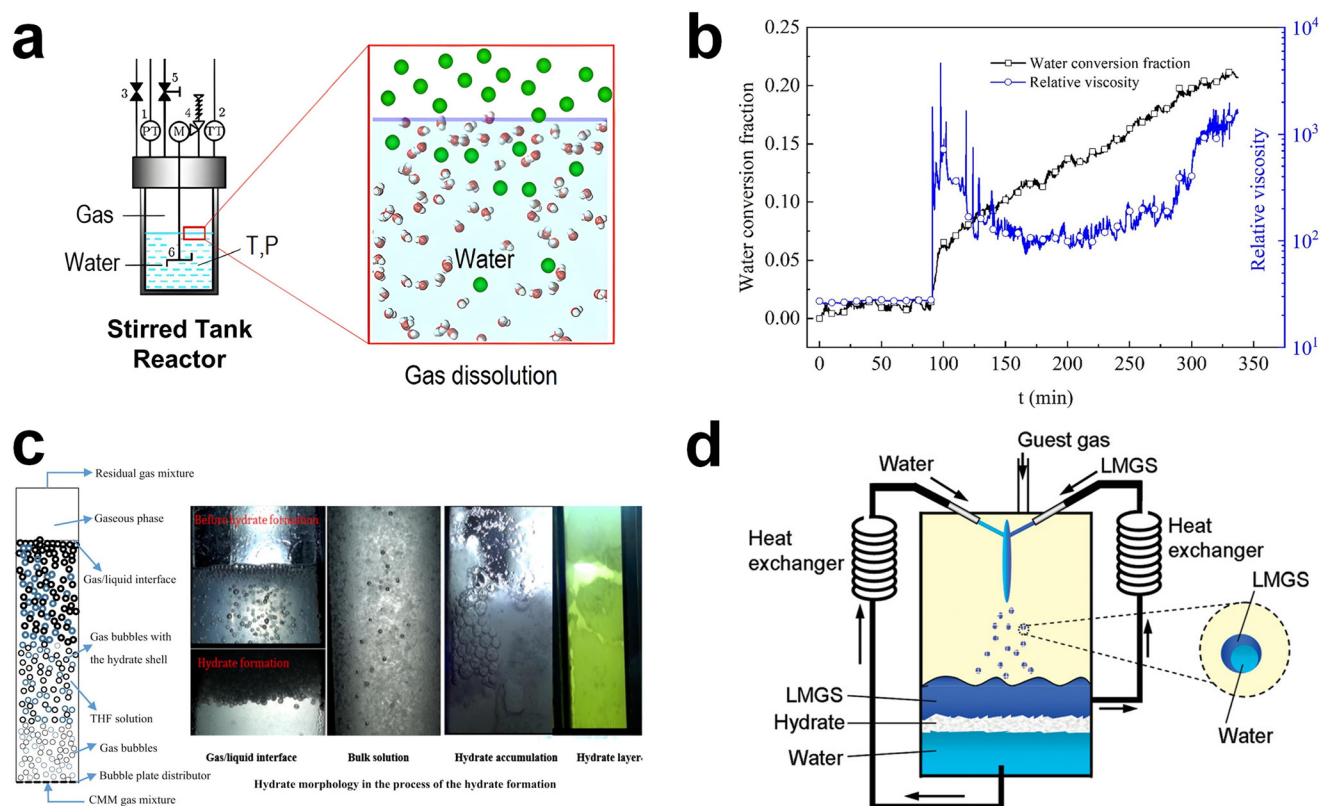 a
3
5
4
2
1
PT
M
TT
Gas
Water
6
T,P
Stirred Tank
Reactor
Water
Gas dissolution
b
Water conversion fraction
Relative viscosity
0.25
0.20
0.15
0.10
0.05
0.00
Water conversion fraction
10⁴
10³
10²
10¹
Relative viscosity
0
50
100
150
200
250
300
350
t (min)
c
Residual gas mixture
Gaseous phase
Gas/liquid interface
Gas bubbles with
the hydrate shell
THF solution
Gas bubbles
Bubble plate distributor
CMM gas mixture
Before hydrate formation
Hydrate formation
Gas/liquid interface
Bulk solution
Hydrate accumulation
Hydrate layer-
Hydrate morphology in the process of the hydrate formation
d
Guest gas
Water
LMGS
Heat
exchanger
Heat
exchanger
LMGS
Water
LMGS
Hydrate
Water